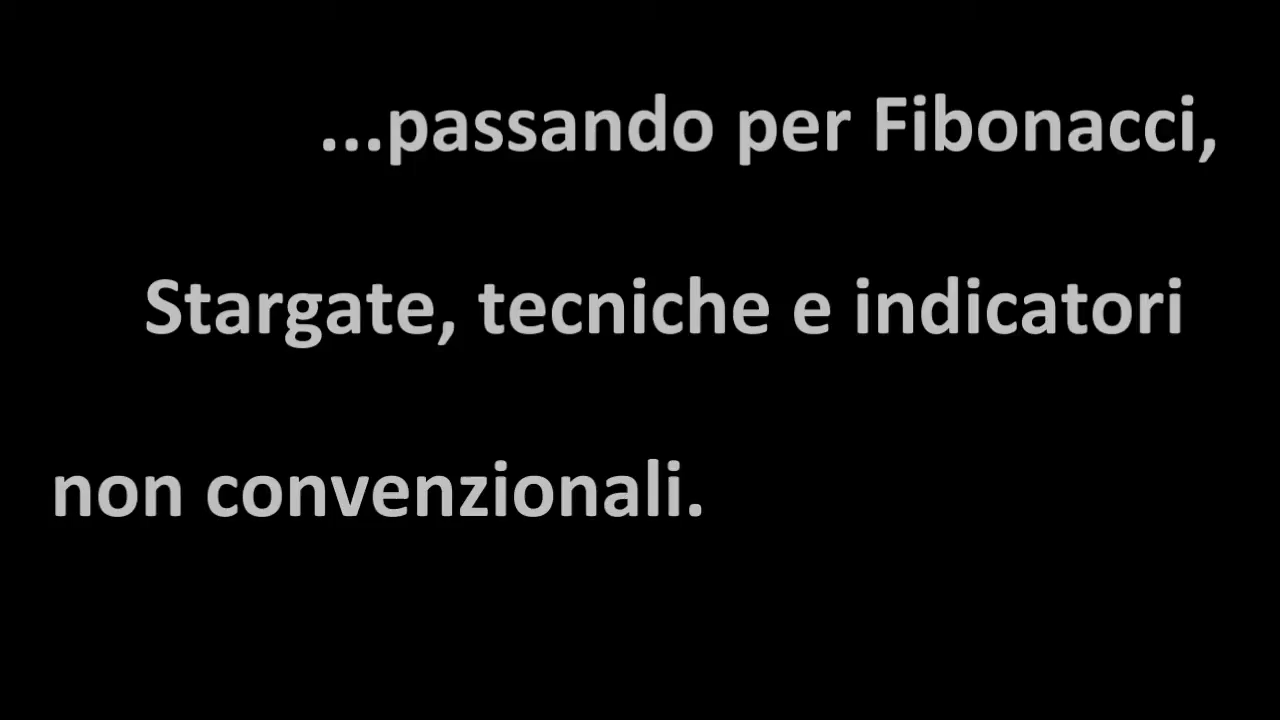 ...passando per Fibonacci,
Stargate, tecniche e indicatori
non convenzionali.